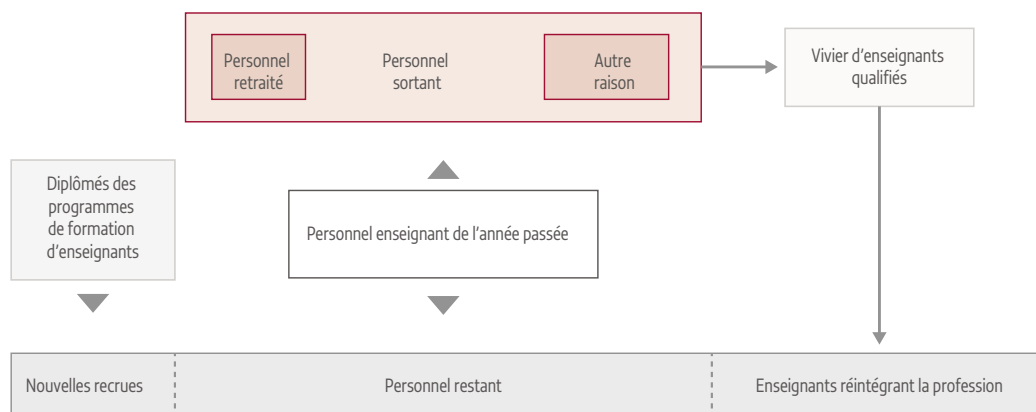 Personnel
retraité
Personnel
sortant
Autre
raison
Vivier d'enseignants
qualifiés
Diplômés des
programmes
de formation
d'enseignants
Personnel enseignant de l'année passée
Nouvelles recrues
Personnel restant
Enseignants réintégrant la profession